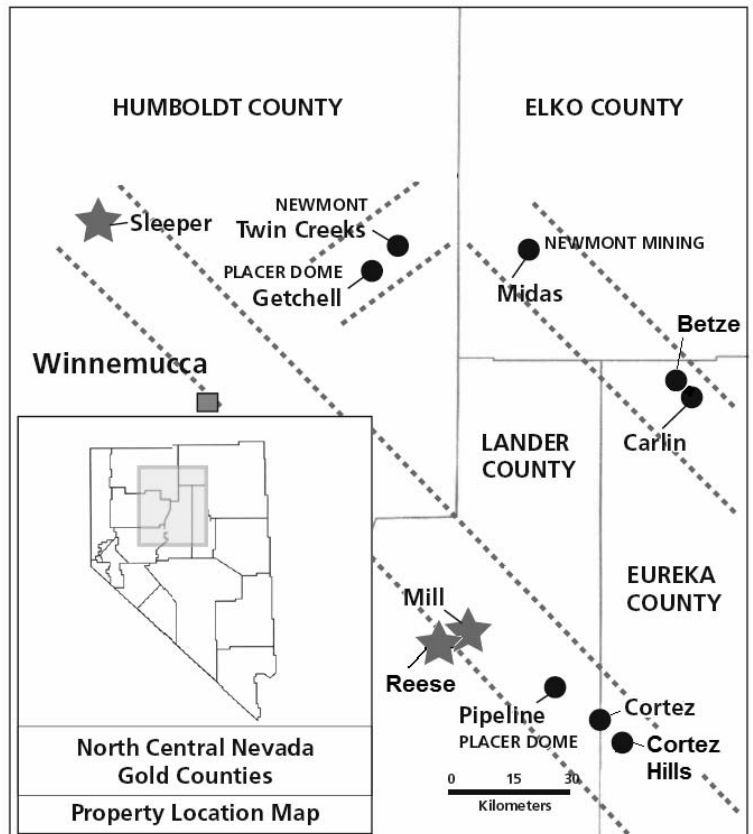 HUMBOLDT COUNTY
ELKO COUNTY
Sleeper
NEWMONT
Twin Creeks
PLACER DOME
Getchell
NEWMONT MINING
Midas
Betze
Winnemucca
Carlin
LANDER
COUNTY
EUREKA
COUNTY
Mill
Reese
Pipeline
PLACER DOME
Cortez
Cortez
Hills
North Central Nevada
Gold Counties
Property Location Map
0 15 30
Kilometers